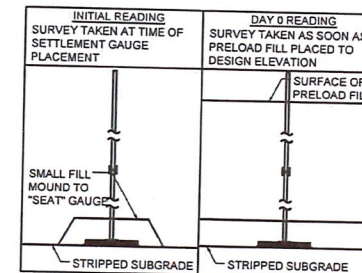 INITIAL READING
SURVEY TAKEN AT TIME OF
SETTLEMENT GAUGE
PLACEMENT
SMALL FILL
MOUND TO
"SEAT" GAUGE
STRIPPED SUBGRADE
DAY 0 READING
SURVEY TAKEN AS SOON AS
PRELOAD FILL PLACED TO
DESIGN ELEVATION
SURFACE OF
PRELOAD FIL
STRIPPED SUBGRADE